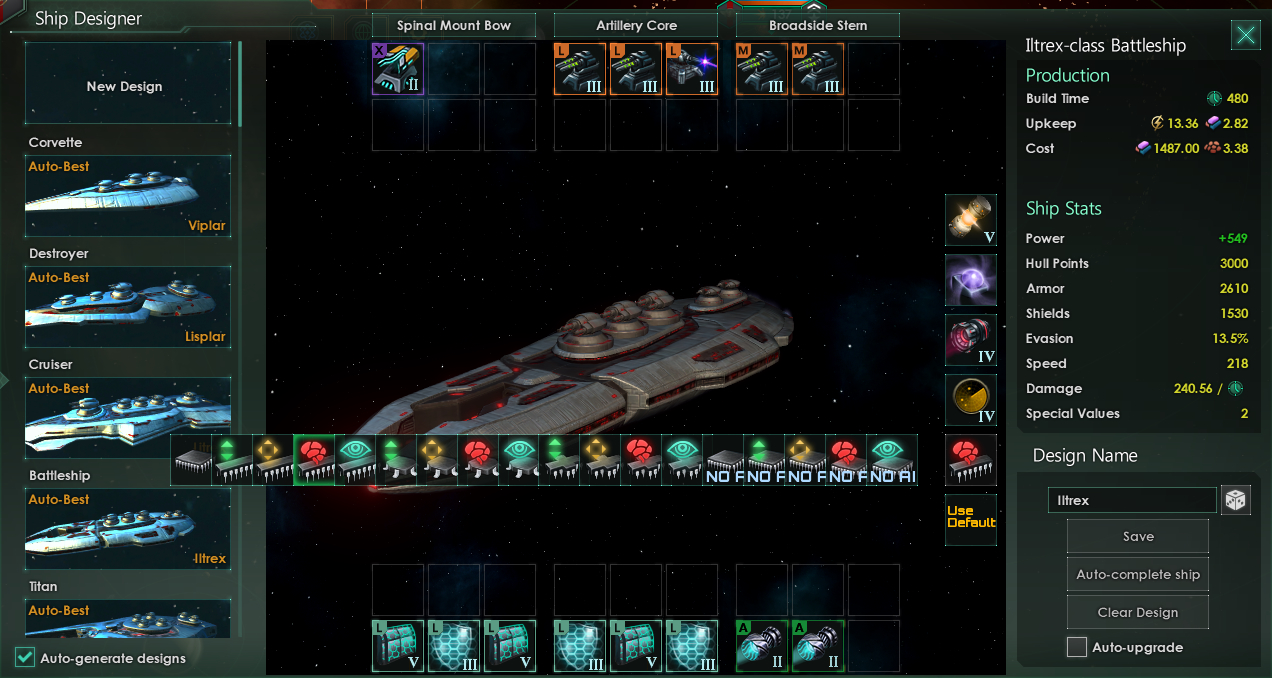 Ship Designer
Spinal Mount Bow
Artillery Core
Broadside Stern
New Design
X
II
L
III
L
III
L
III
M
III
M
III
Corvette
Auto-Best
Viplar
Destroyer
Auto-Best
Lisplar
Cruiser
Auto-Best
Battleship
Auto-Best
Iltrex
Titan
Auto-Best
Auto-generate designs
V
IV
IV
NO F
NO F
NO F
NO F
NO AI
Use
Default
L
V
L
III
L
V
L
III
L
V
L
III
A
II
A
II
Iltrex-class Battleship
Production
Build Time 480
Upkeep 13.36 2.82
Cost 1487.00 3.38
Ship Stats
Power +549
Hull Points 3000
Armor 2610
Shields 1530
Evasion 13.5%
Speed 218
Damage 240.56 /
Special Values 2
Design Name
Iltrex
Save
Auto-complete ship
Clear Design
Auto-upgrade